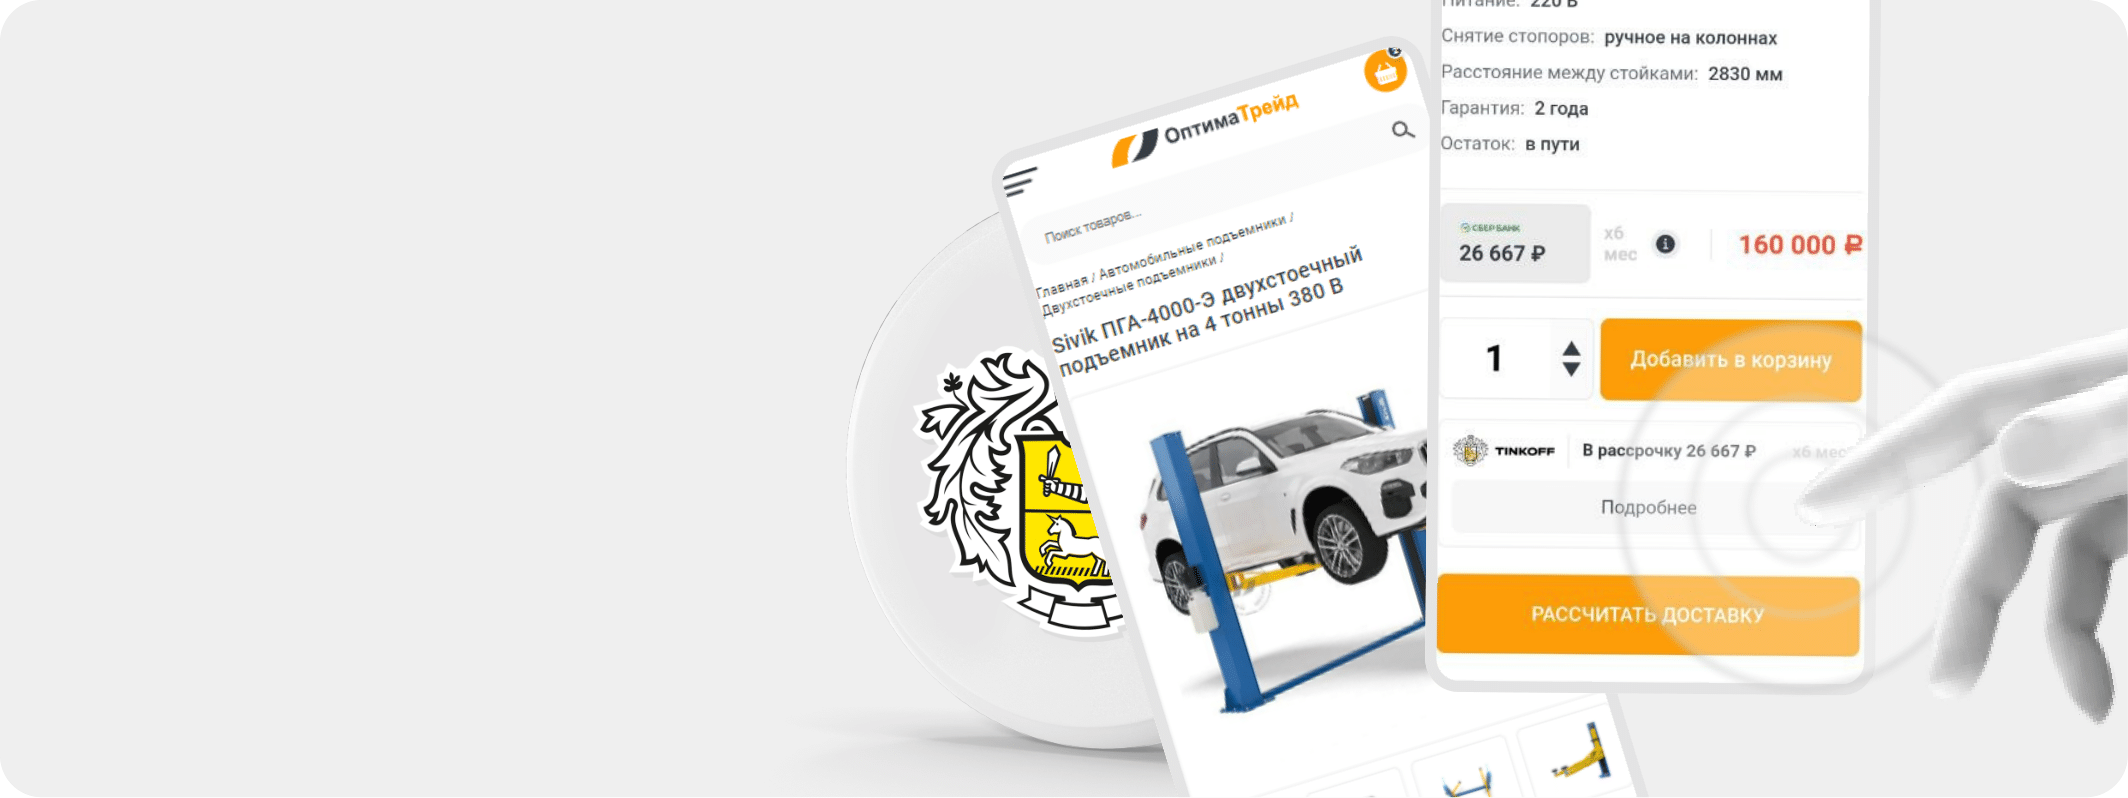 ОптимаТрейд
Поиск товаров...
Главная / Автомобильные подъемники /
Двухстоечные подъемники /
Sivik ПГА-4000-Э двухстоечный
подъемник на 4 тонны 380 В
Питание: 220 В
Снятие стопоров: ручное на колоннах
Расстояние между стойками: 2830 мм
Гарантия: 2 года
Остаток: в пути
СБЕРБАНК
26 667 ₽
x6
мес
160 000 ₽
1
Добавить в корзину
TINKOFF
В рассрочку 26 667 ₽
x6 мес
Подробнее
РАССЧИТАТЬ ДОСТАВКУ